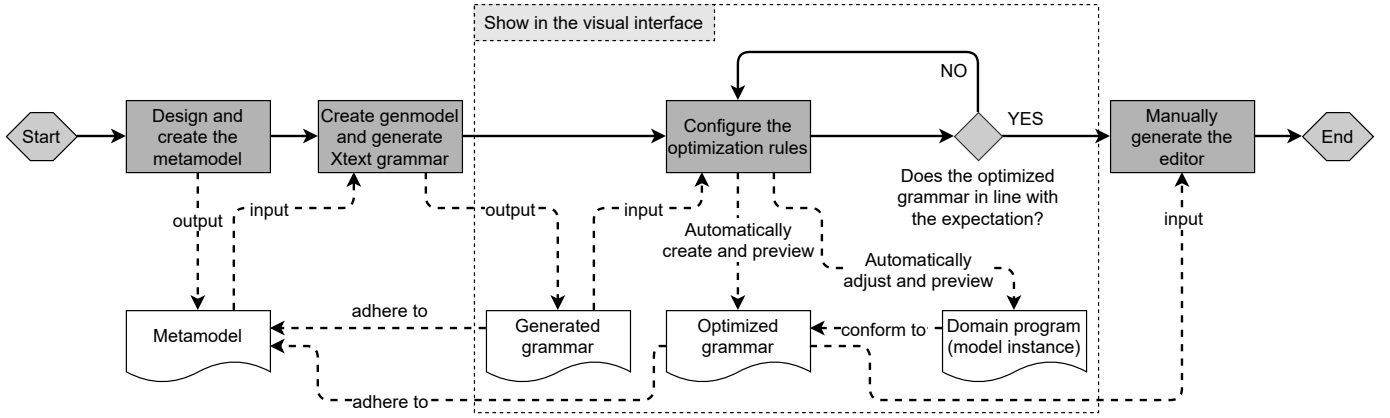 Show in the visual interface
NO
Start
Design and
create the
metamodel
Create genmodel
and generate
Xtext grammar
Configure the
optimization rules
YES
Manually
generate the
editor
End
Does the optimized
grammar in line with
the expectation?
output
input
output
input
Automatically
create and preview
Automatically
adjust and preview
input
adhere to
Metamodel
Generated
grammar
Optimized
grammar
conform to
Domain program
(model instance)
adhere to